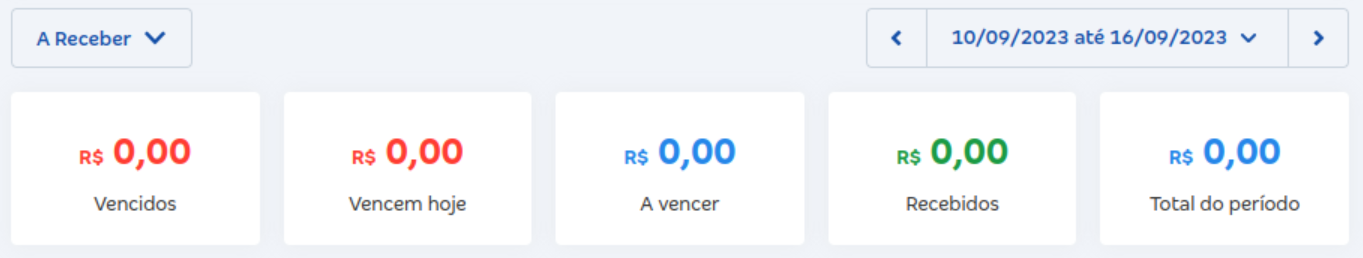 A Receber
10/09/2023 até 16/09/2023
R$ 0,00
Vencidos
R$ 0,00
Vencem hoje
R$ 0,00
A vencer
R$ 0,00
Recebidos
R$ 0,00
Total do período